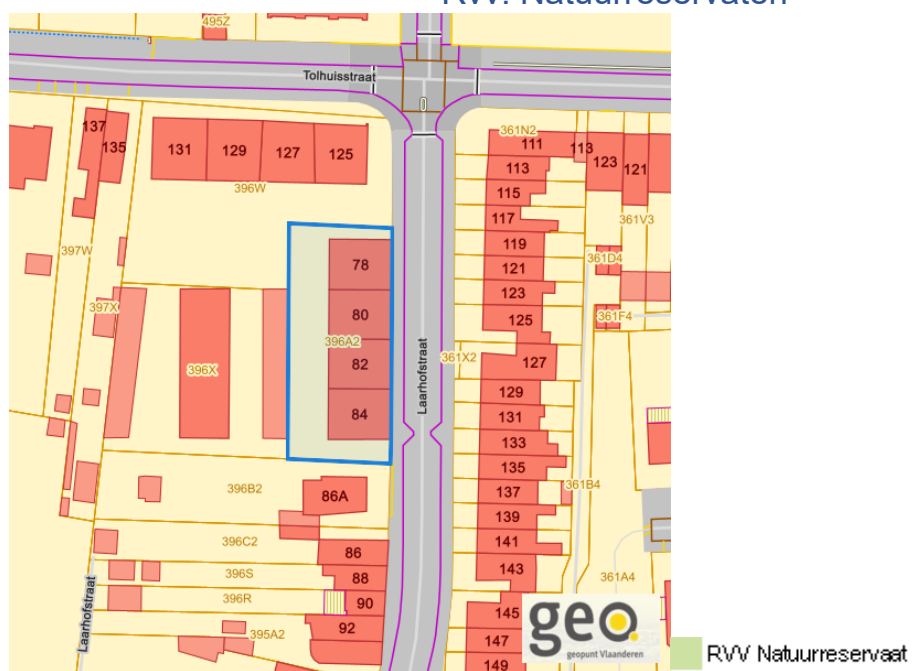 RVV: Natuurreservaten
495Z
Tolhuisstraat
137
135
131
129
127
125
396W
361N2
111
113
123
121
113
115
117
361V3
119
397W
361D4
121
78
123
397X
80
361F4
125
396A2
361X2
127
396X
82
Laarhofstraat
129
84
131
133
135
396B2
361B4
137
86A
139
396C2
141
86
143
396S
88
361A4
396R
90
145
395A2
92
147
149
Laarhofstraat
geo.
geopunt Vlaanderen
RVV Natuurreservaat